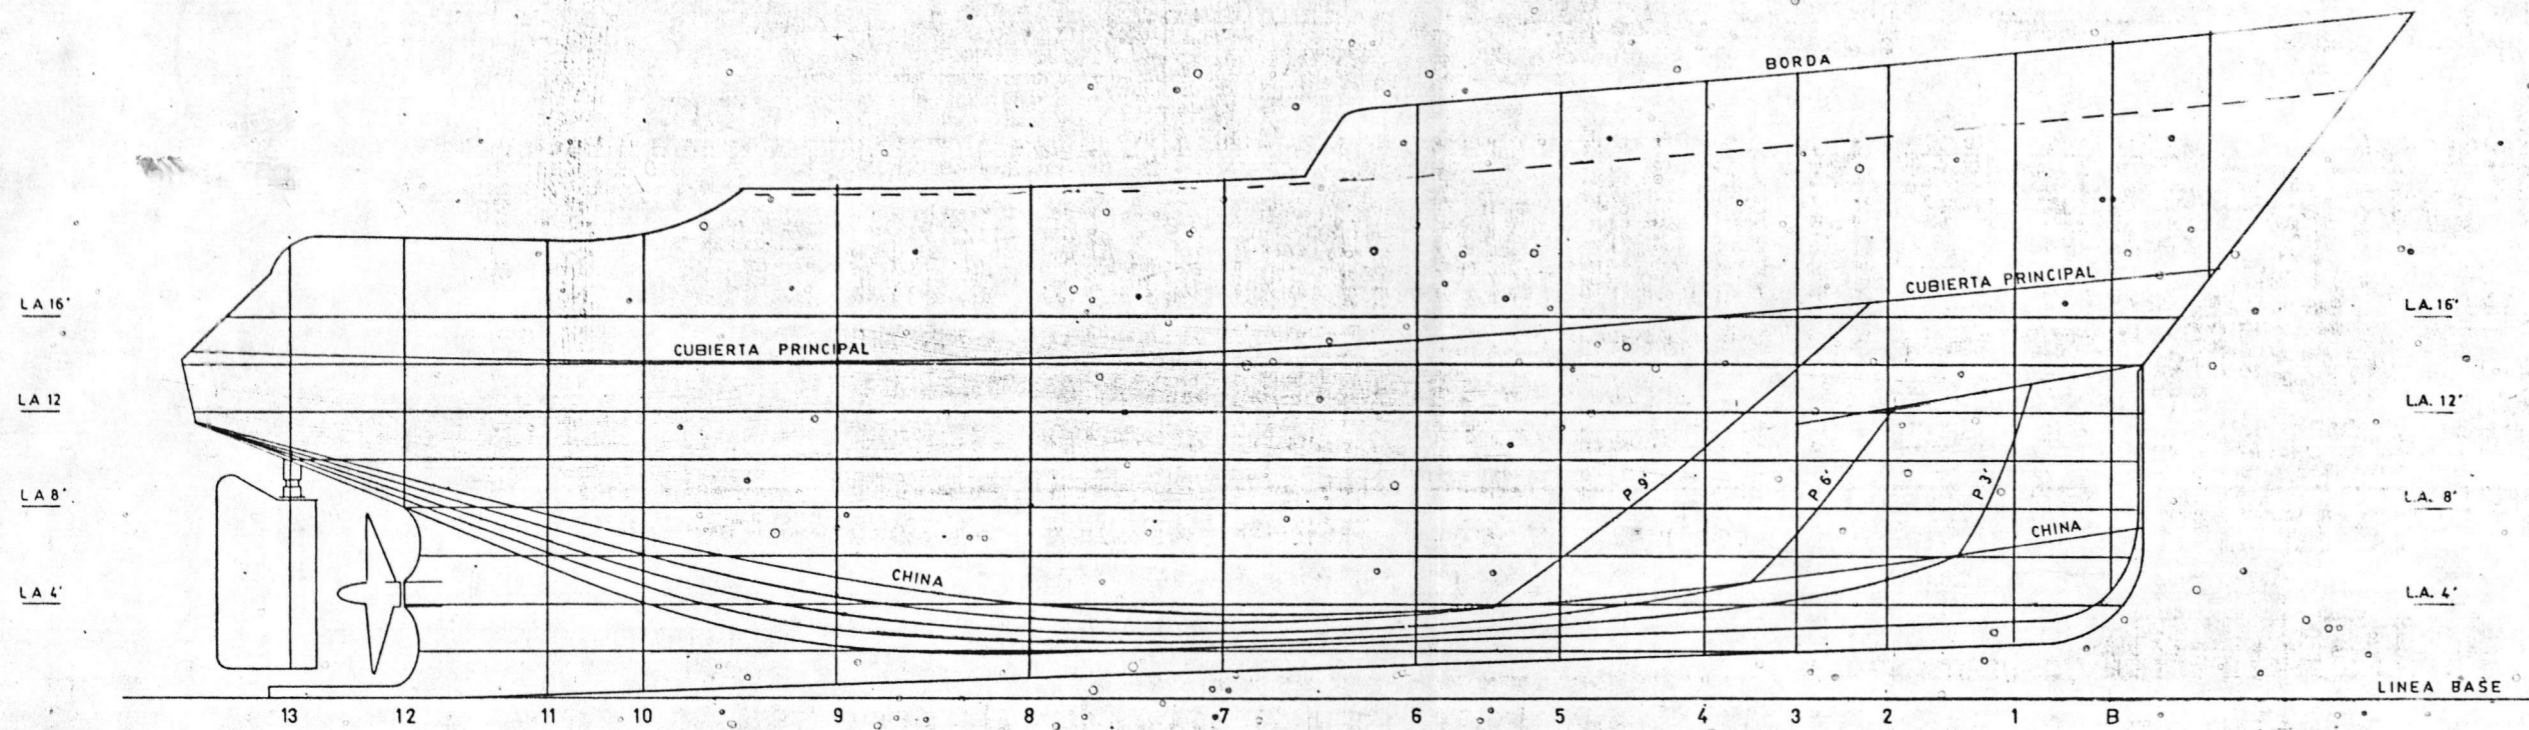 BORDA
CUBIERTA PRINCIPAL
L A 16'
L.A. 16'
CUBIERTA PRINCIPAL
L A 12
L.A. 12'
P 9'
P 6'
P 3'
L A 8'
L.A. 8'
CHINA
CHINA
L A 4'
L.A. 4'
LINEA BASE
13 12 11 10 9 8 7 6 5 4 3 2 1 B